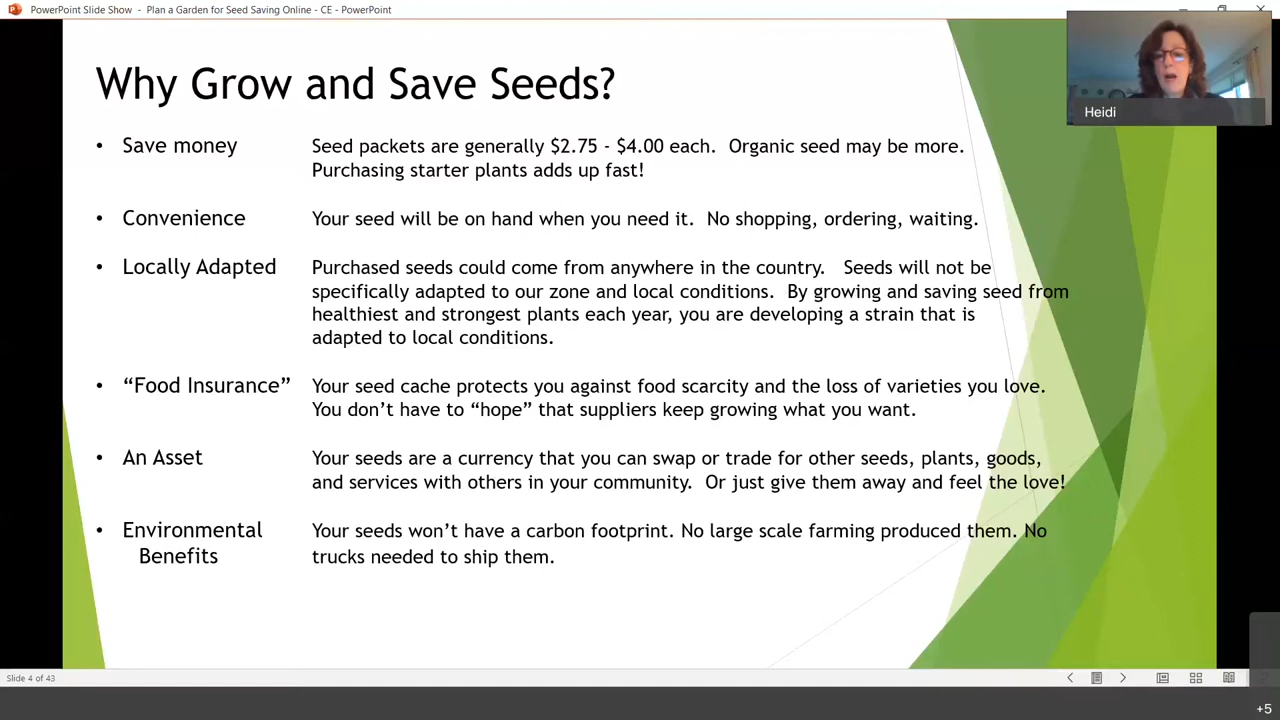 PowerPoint Slide Show - Plan a Garden for Seed Saving Online - CE - PowerPoint
Heidi
Why Grow and Save Seeds?
• Save money Seed packets are generally $2.75 - $4.00 each. Organic seed may be more.
Purchasing starter plants adds up fast!
• Convenience Your seed will be on hand when you need it. No shopping, ordering, waiting.
• Locally Adapted Purchased seeds could come from anywhere in the country. Seeds will not be
specifically adapted to our zone and local conditions. By growing and saving seed from
healthiest and strongest plants each year, you are developing a strain that is
adapted to local conditions.
• “Food Insurance” Your seed cache protects you against food scarcity and the loss of varieties you love.
You don’t have to “hope” that suppliers keep growing what you want.
• An Asset Your seeds are a currency that you can swap or trade for other seeds, plants, goods,
and services with others in your community. Or just give them away and feel the love!
• Environmental Your seeds won’t have a carbon footprint. No large scale farming produced them. No
Benefits trucks needed to ship them.
Slide 4 of 43
+5